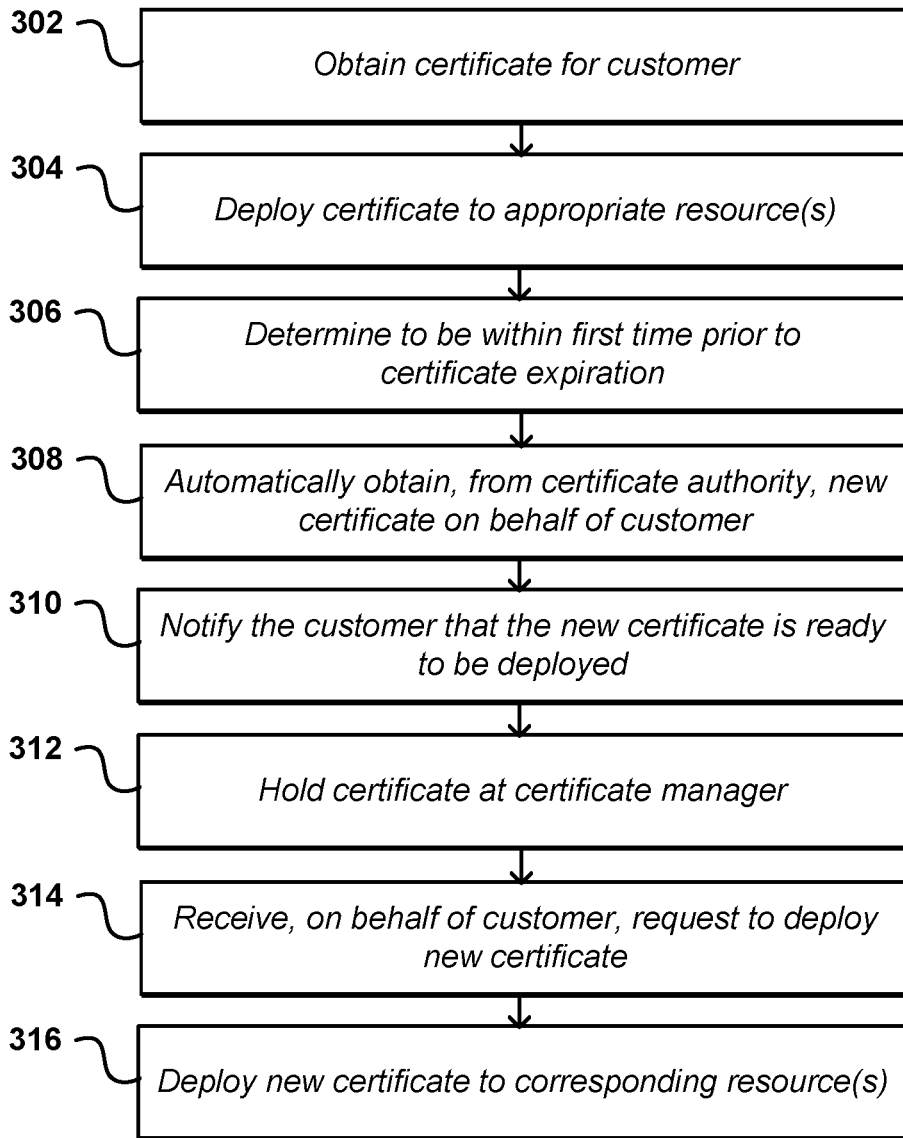 302
Obtain certificate for customer
304
Deploy certificate to appropriate resource(s)
306
Determine to be within first time prior to
certificate expiration
308
Automatically obtain, from certificate authority, new
certificate on behalf of customer
310
Notify the customer that the new certificate is ready
to be deployed
312
Hold certificate at certificate manager
314
Receive, on behalf of customer, request to deploy
new certificate
316
Deploy new certificate to corresponding resource(s)